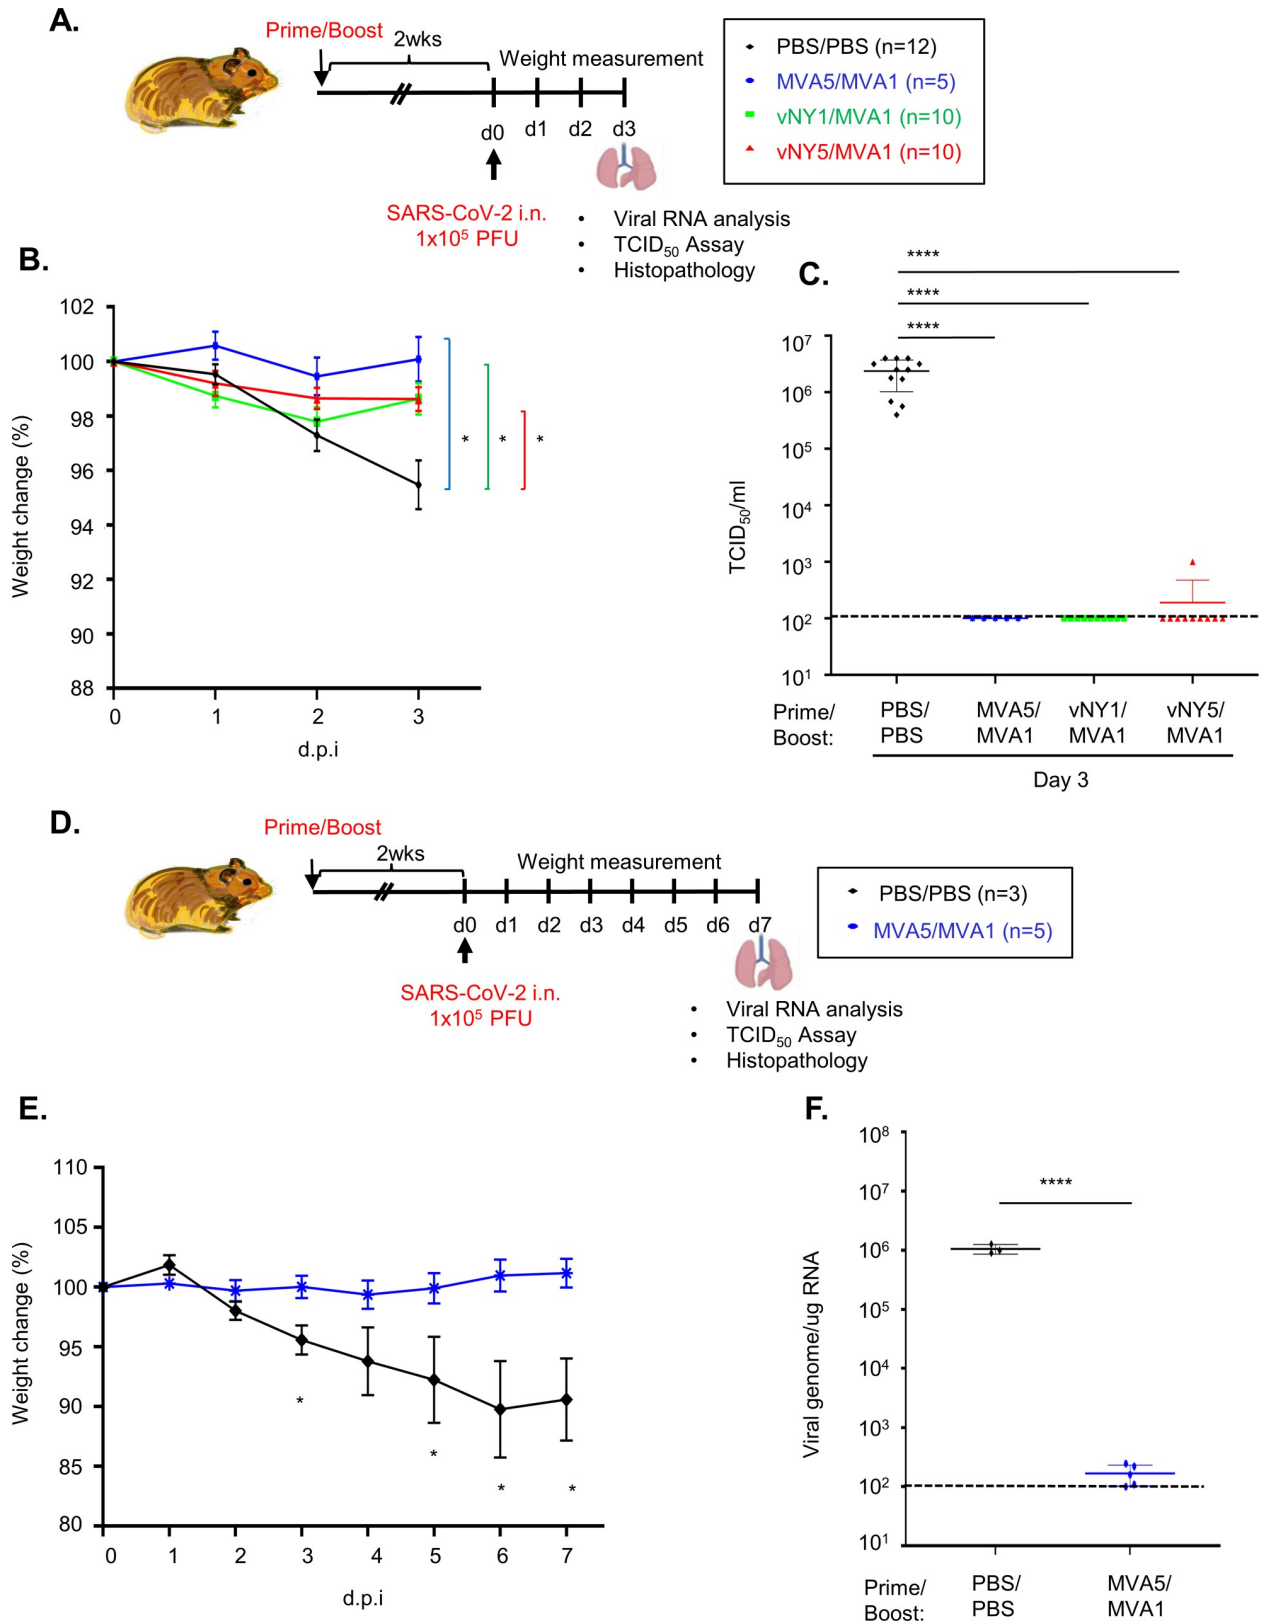 A.
Prime/Boost
2wks
Weight measurement
d0 d1 d2 d3
SARS-CoV-2 i.n.
1x10⁵ PFU
• Viral RNA analysis
• TCID₅₀ Assay
• Histopathology
PBS/PBS (n=12)
MVA5/MVA1 (n=5)
vNY1/MVA1 (n=10)
vNY5/MVA1 (n=10)
B.
Weight change (%)
102
100
98
96
94
92
90
88
0 1 2 3
d.p.i
* * *
C.
****
****
****
TCID₅₀/ml
10⁷
10⁶
10⁵
10⁴
10³
10²
10¹
Prime/ PBS/ MVA5/ vNY1/ vNY5/
Boost: PBS MVA1 MVA1 MVA1
Day 3
D.
Prime/Boost
2wks
Weight measurement
d0 d1 d2 d3 d4 d5 d6 d7
SARS-CoV-2 i.n.
1x10⁵ PFU
• Viral RNA analysis
• TCID₅₀ Assay
• Histopathology
PBS/PBS (n=3)
MVA5/MVA1 (n=5)
E.
Weight change (%)
110
105
100
95
90
85
80
* * * *
0 1 2 3 4 5 6 7
d.p.i
F.
****
Viral genome/ug RNA
10⁸
10⁷
10⁶
10⁵
10⁴
10³
10²
10¹
Prime/ PBS/ MVA5/
Boost: PBS MVA1